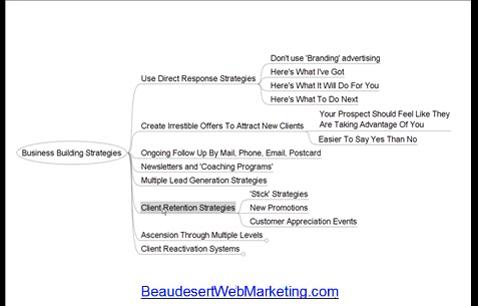 Business Building Strategies
Use Direct Response Strategies
Don't use 'Branding' advertising
Here's What I've Got
Here's What It Will Do For You
Here's What To Do Next
Create Irrestible Offers To Attract New Clients
Your Prospect Should Feel Like They
Are Taking Advantage Of You
Easier To Say Yes Than No
Ongoing Follow Up By Mail, Phone, Email, Postcard
Newsletters and 'Coaching Programs'
Multiple Lead Generation Strategies
Client Retention Strategies
'Stick' Strategies
New Promotions
Customer Appreciation Events
Ascension Through Multiple Levels
Client Reactivation Systems
BeaudesertWebMarketing.com